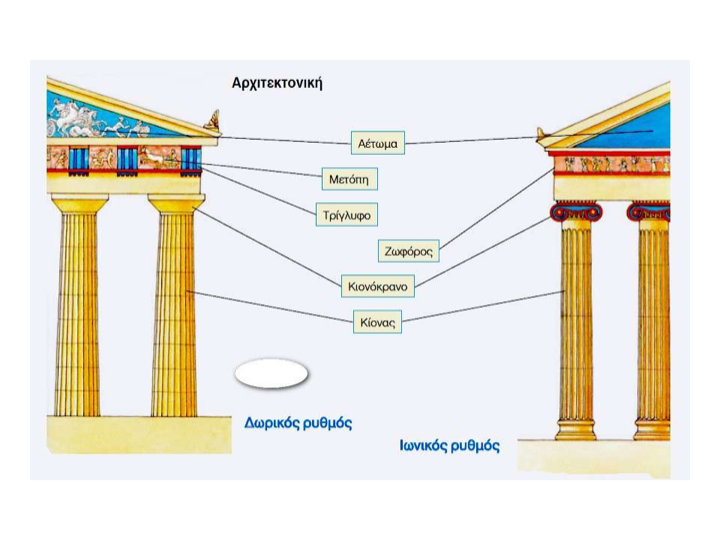 Αρχιτεκτονική
Αέτωμα
Μετόπη
Τρίγλυφο
Ζωφόρος
Κιονόκρανο
Κίονας
Δωρικός ρυθμός
Ιωνικός ρυθμός